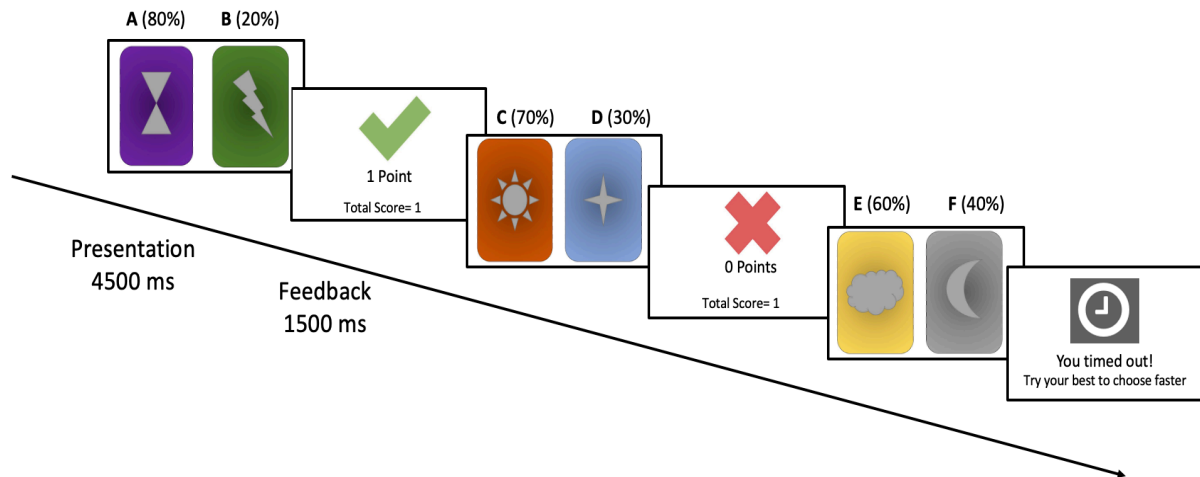 A (80%) B (20%)
1 Point
Total Score= 1
C (70%) D (30%)
0 Points
Total Score= 1
E (60%) F (40%)
You timed out!
Try your best to choose faster
Presentation
4500 ms
Feedback
1500 ms